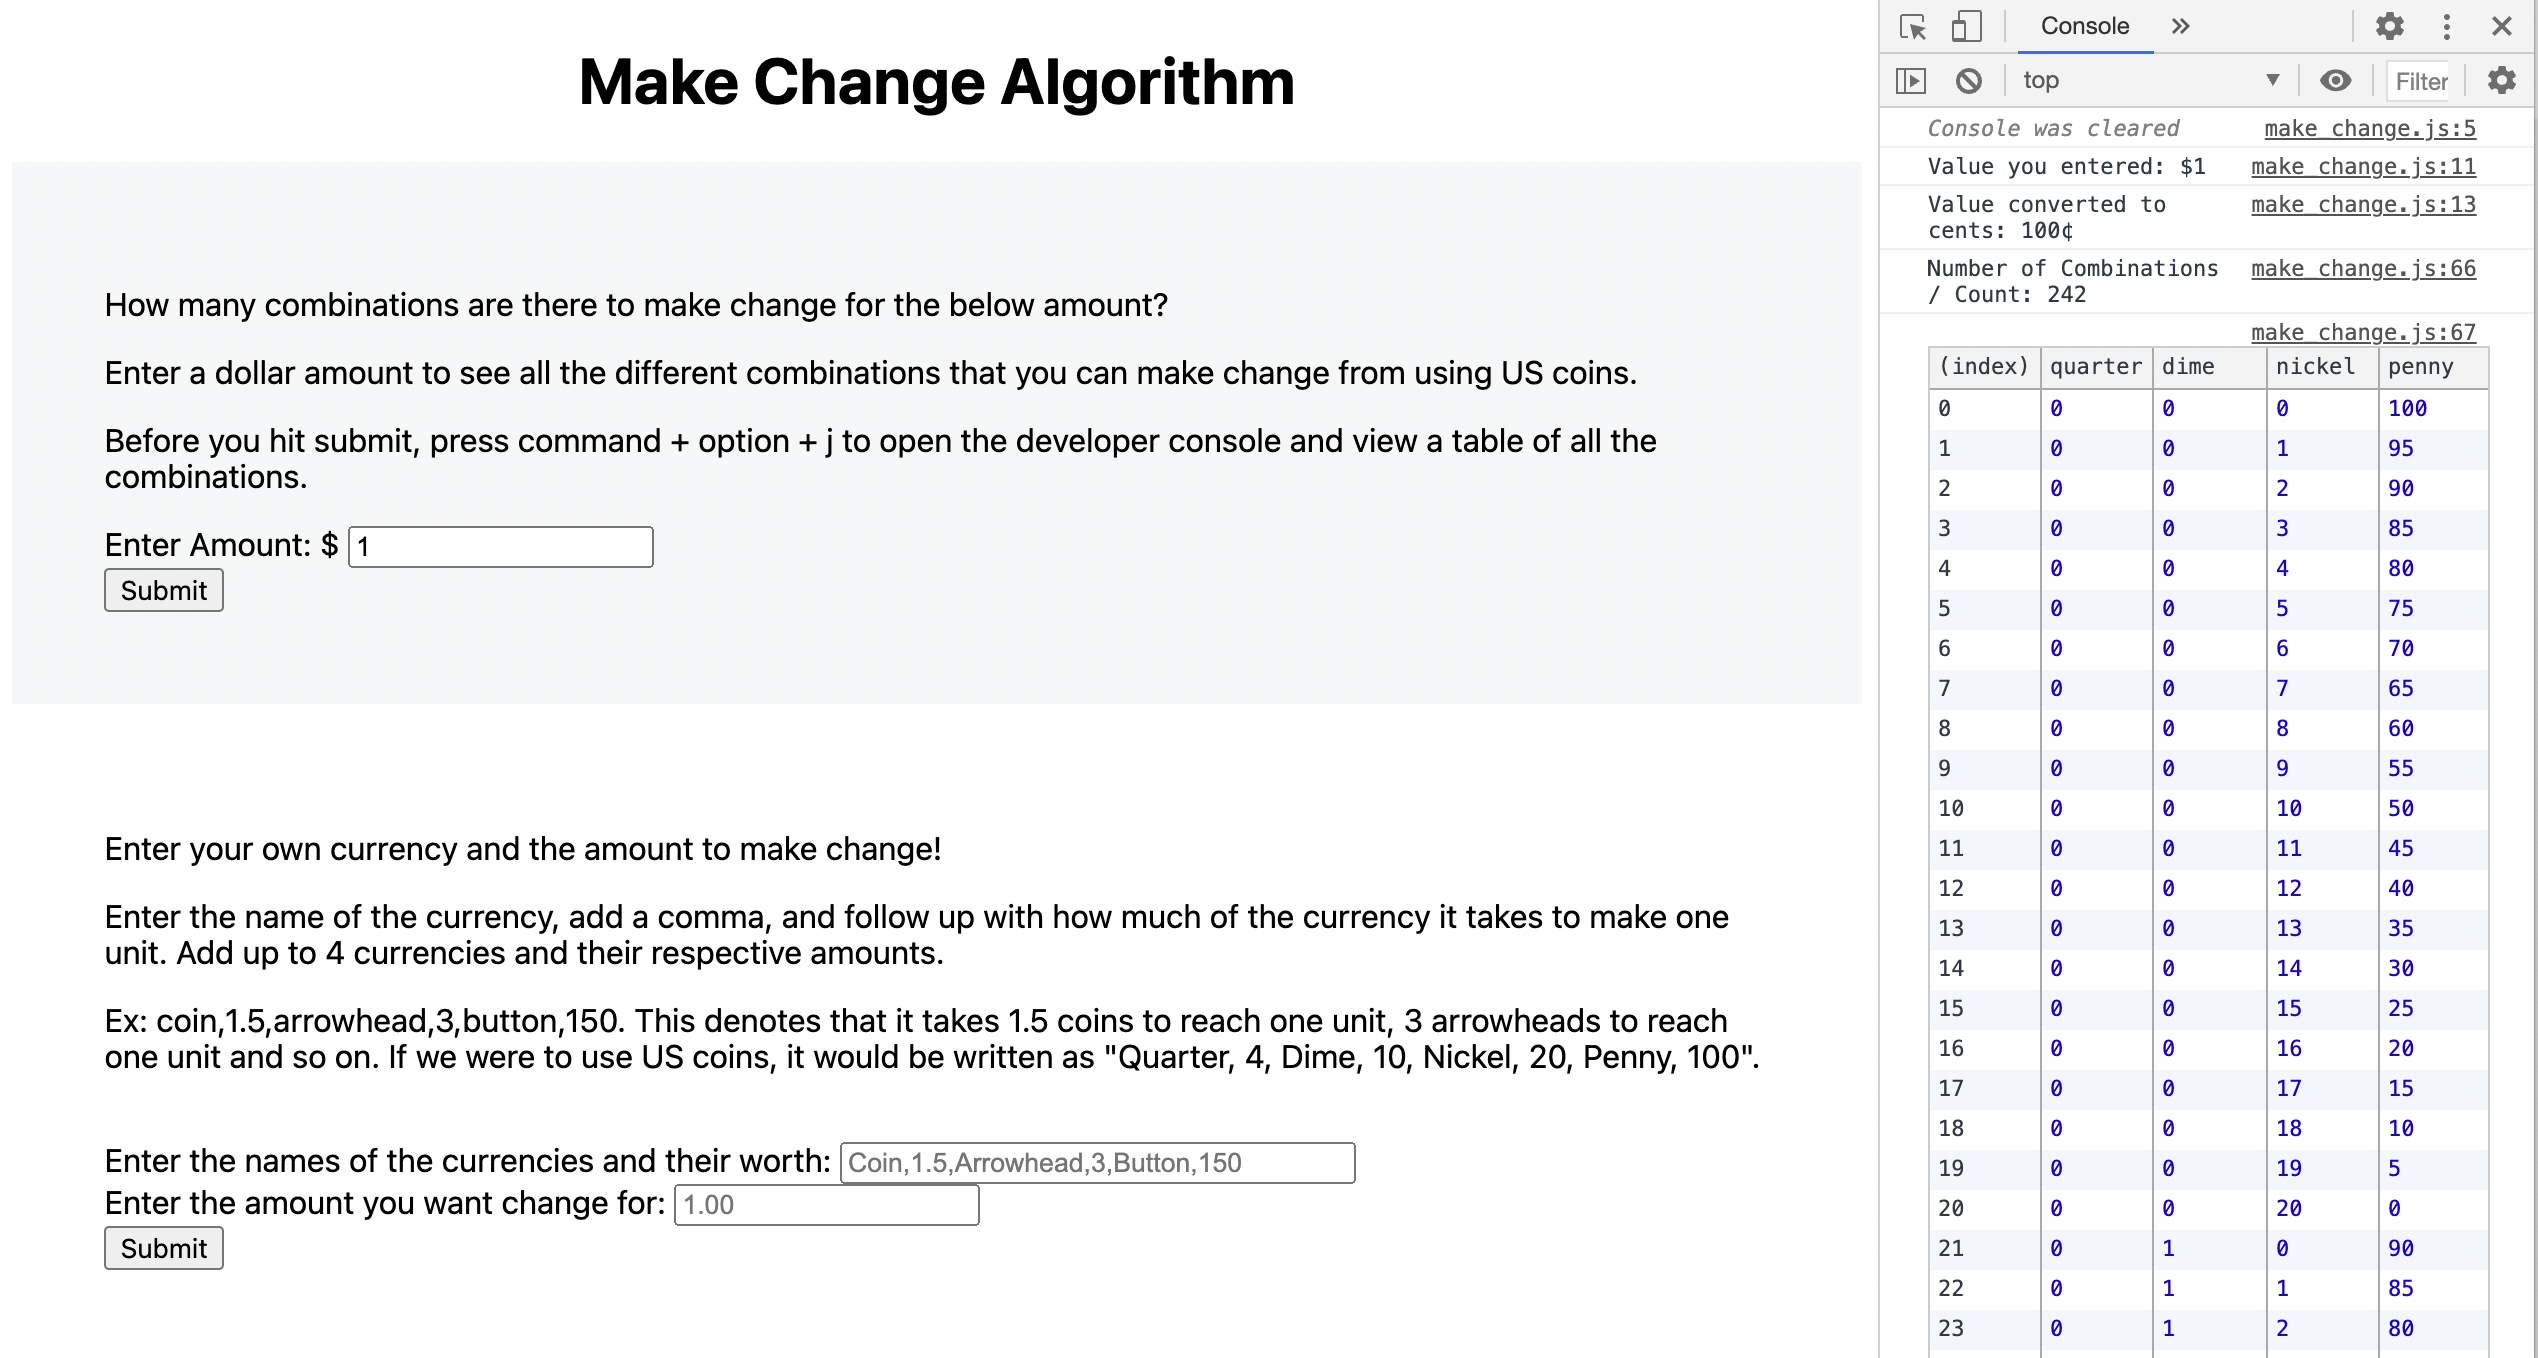 Make Change Algorithm
How many combinations are there to make change for the below amount?
Enter a dollar amount to see all the different combinations that you can make change from using US coins.
Before you hit submit, press command + option + j to open the developer console and view a table of all the
combinations.
Enter Amount: $ 1
Submit
Enter your own currency and the amount to make change!
Enter the name of the currency, add a comma, and follow up with how much of the currency it takes to make one
unit. Add up to 4 currencies and their respective amounts.
Ex: coin,1.5,arrowhead,3,button,150. This denotes that it takes 1.5 coins to reach one unit, 3 arrowheads to reach
one unit and so on. If we were to use US coins, it would be written as "Quarter, 4, Dime, 10, Nickel, 20, Penny, 100".
Enter the names of the currencies and their worth: Coin,1.5,Arrowhead,3,Button,150
Enter the amount you want change for: 1.00
Submit
Console »
top ▼ Filter
Console was cleared make_change.js:5
Value you entered: $1 make_change.js:11
Value converted to make_change.js:13
cents: 100¢
Number of Combinations make_change.js:66
/ Count: 242
make_change.js:67
(index) quarter dime nickel penny
0 0 0 0 100
1 0 0 1 95
2 0 0 2 90
3 0 0 3 85
4 0 0 4 80
5 0 0 5 75
6 0 0 6 70
7 0 0 7 65
8 0 0 8 60
9 0 0 9 55
10 0 0 10 50
11 0 0 11 45
12 0 0 12 40
13 0 0 13 35
14 0 0 14 30
15 0 0 15 25
16 0 0 16 20
17 0 0 17 15
18 0 0 18 10
19 0 0 19 5
20 0 0 20 0
21 0 1 0 90
22 0 1 1 85
23 0 1 2 80